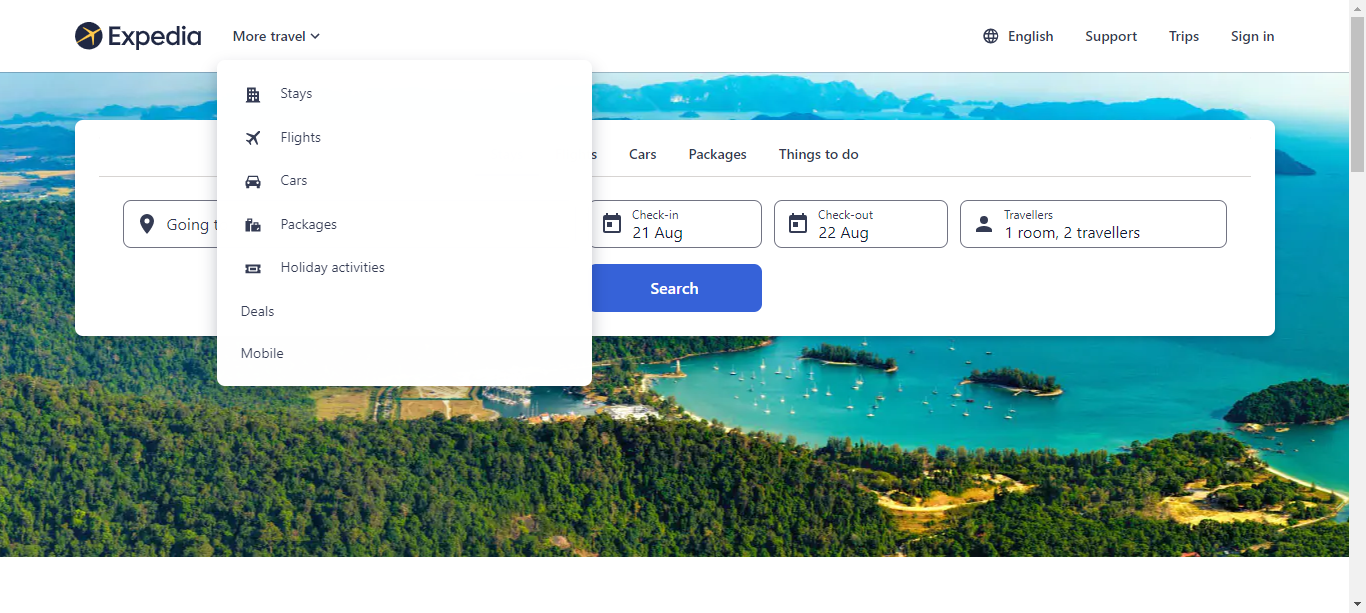 Expedia
More travel
English
Support
Trips
Sign in
Stays
Flights
Cars
Packages
Holiday activities
Deals
Mobile
Cars
Packages
Things to do
Going
Check-in
21 Aug
Check-out
22 Aug
Travellers
1 room, 2 travellers
Search